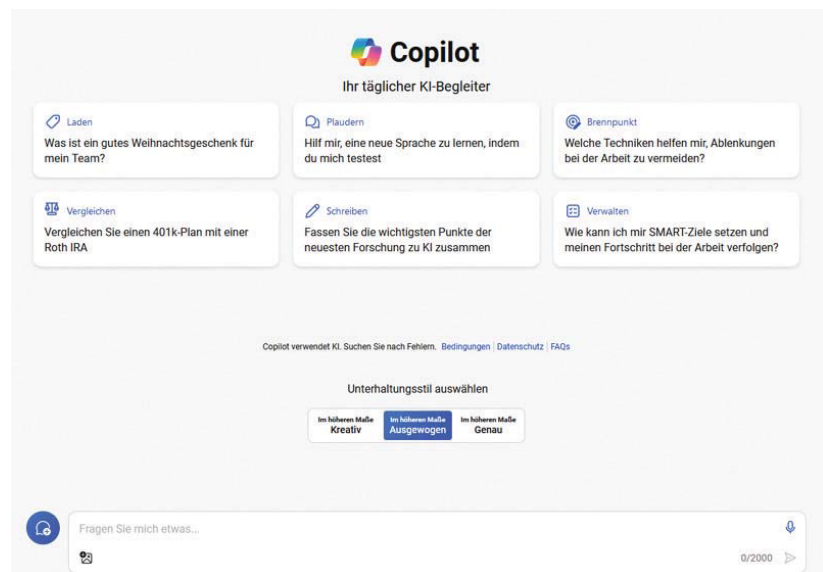 Copilot
Ihr täglicher KI-Begleiter
Laden
Was ist ein gutes Weihnachtsgeschenk für
mein Team?
Plaudern
Hilf mir, eine neue Sprache zu lernen, indem
du mich testest
Brennpunkt
Welche Techniken helfen mir, Ablenkungen
bei der Arbeit zu vermeiden?
Vergleichen
Vergleichen Sie einen 401k-Plan mit einer
Roth IRA
Schreiben
Fassen Sie die wichtigsten Punkte der
neuesten Forschung zu KI zusammen
Verwalten
Wie kann ich mir SMART-Ziele setzen und
meinen Fortschritt bei der Arbeit verfolgen?
Copilot verwendet KI. Suchen Sie nach Fehlern. Bedingungen | Datenschutz | FAQs
Unterhaltungsstil auswählen
Im höheren Maße
Kreativ
Im höheren Maße
Ausgewogen
Im höheren Maße
Genau
Fragen Sie mich etwas...
0/2000